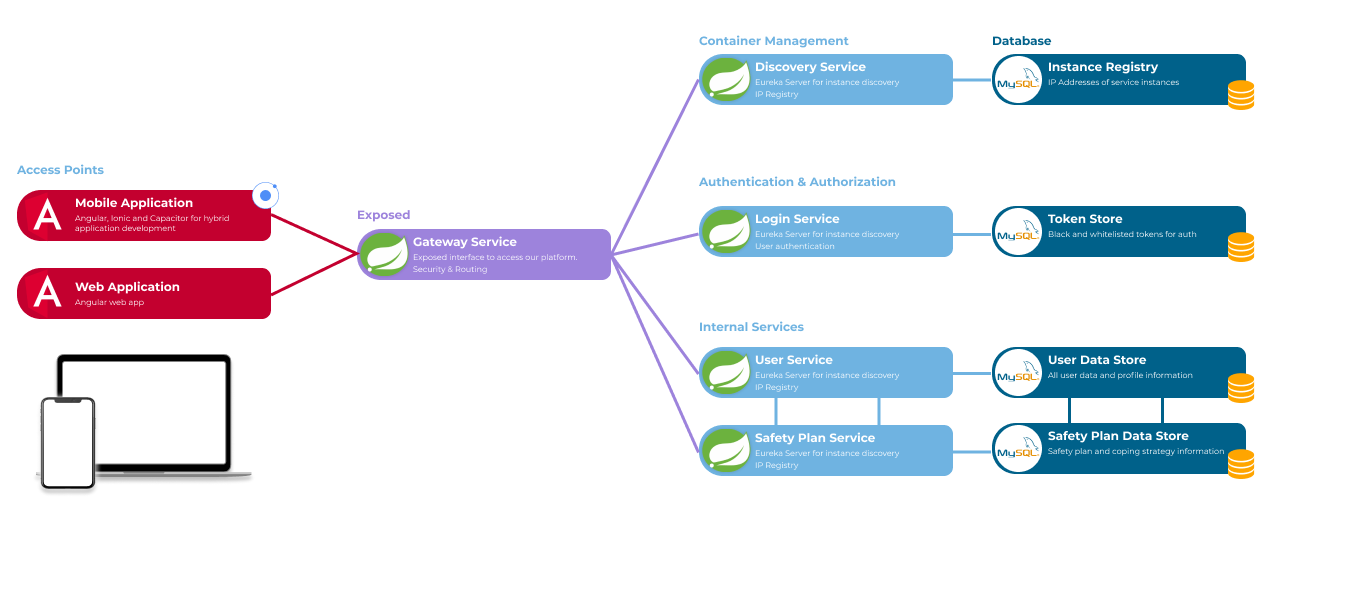 Access Points
Mobile Application
Angular, Ionic and Capacitor for hybrid
application development
Web Application
Angular web app
Exposed
Gateway Service
Exposed interface to access our platform.
Security & Routing
Container Management
Discovery Service
Eureka Server for instance discovery
IP Registry
Database
MySQL
Instance Registry
IP Addresses of service instances
Authentication & Authorization
Login Service
Eureka Server for instance discovery
User authentication
MySQL
Token Store
Black and whitelisted tokens for auth
Internal Services
User Service
Eureka Server for instance discovery
IP Registry
MySQL
User Data Store
All user data and profile information
Safety Plan Service
Eureka Server for instance discovery
IP Registry
MySQL
Safety Plan Data Store
Safety plan and coping strategy information